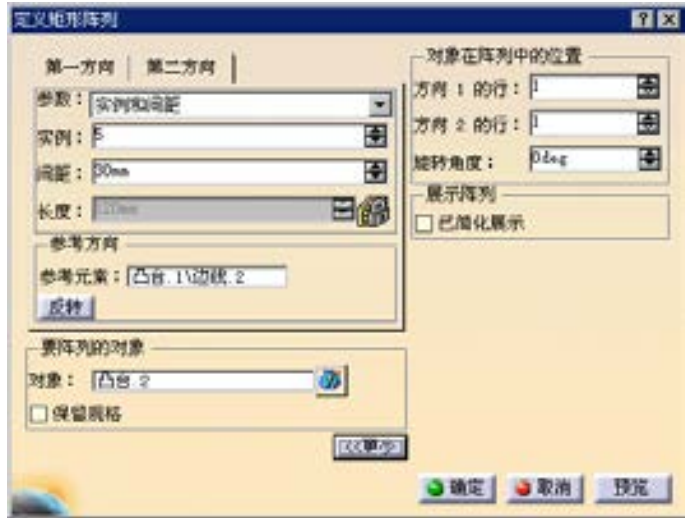 定义矩形阵列
第一方向 第二方向
参数：实例和间距
实例：5
间距：30mm
长度：120mm
参考方向
参考元素：凸台.1\边线.2
反转
要阵列的对象
对象：凸台.2
保留规格
<<更少
对象在阵列中的位置
方向 1 的行：1
方向 2 的行：1
旋转角度：0deg
展示阵列
已简化展示
确定 取消 预览